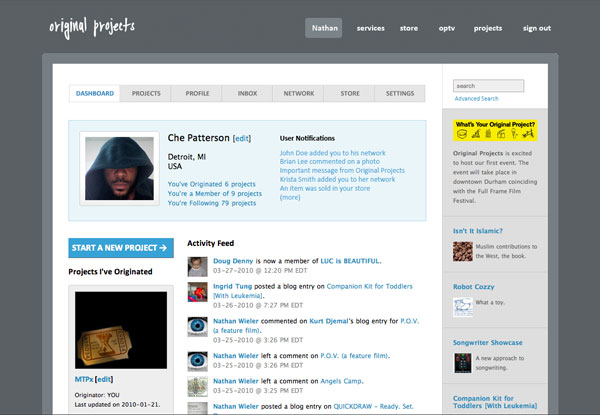 original projects
Nathan services store optv projects sign out
DASHBOARD PROJECTS PROFILE INBOX NETWORK STORE SETTINGS
search
Advanced Search
Che Patterson [edit]
Detroit, MI
USA
You've Originated 6 projects
You're a Member of 9 projects
You're Following 79 projects
User Notifications
John Doe added you to his network
Brian Lee commented on a photo
Important message from Original Projects
Krista Smith added you to her network
An item was sold in your store
(more)
What's Your Original Project?
Original Projects is excited
to host our first event. The
event will take place in
downtown Durham coinciding
with the Full Frame Film
Festival.
START A NEW PROJECT →
Projects I've Originated
MTPx [edit]
Originator: YOU
Last updated on 2010-01-21.
Activity Feed
Doug Denny is now a member of LUC is BEAUTIFUL.
03-27-2010 @ 12:20 PM EDT
Ingrid Tung posted a blog entry on Companion Kit for Toddlers
[With Leukemia].
03-26-2010 @ 7:27 PM EDT
Nathan Wieler commented on Kurt Djemal's blog entry for P.O.V.
(a feature film).
03-26-2010 @ 3:27 PM EDT
Nathan Wieler left a comment on P.O.V. (a feature film).
03-26-2010 @ 3:26 PM EDT
Nathan Wieler left a comment on Angels Camp.
03-26-2010 @ 3:25 PM EDT
Nathan Wieler posted a blog entry on QUICKDRAW - Ready. Set.
Isn't It Islamic?
Muslim contributions to
the West, the book.
Robot Cozzy
What a toy.
Songwriter Showcase
A new approach to
songwriting.
Companion Kit for
Toddlers [With Leukemia]